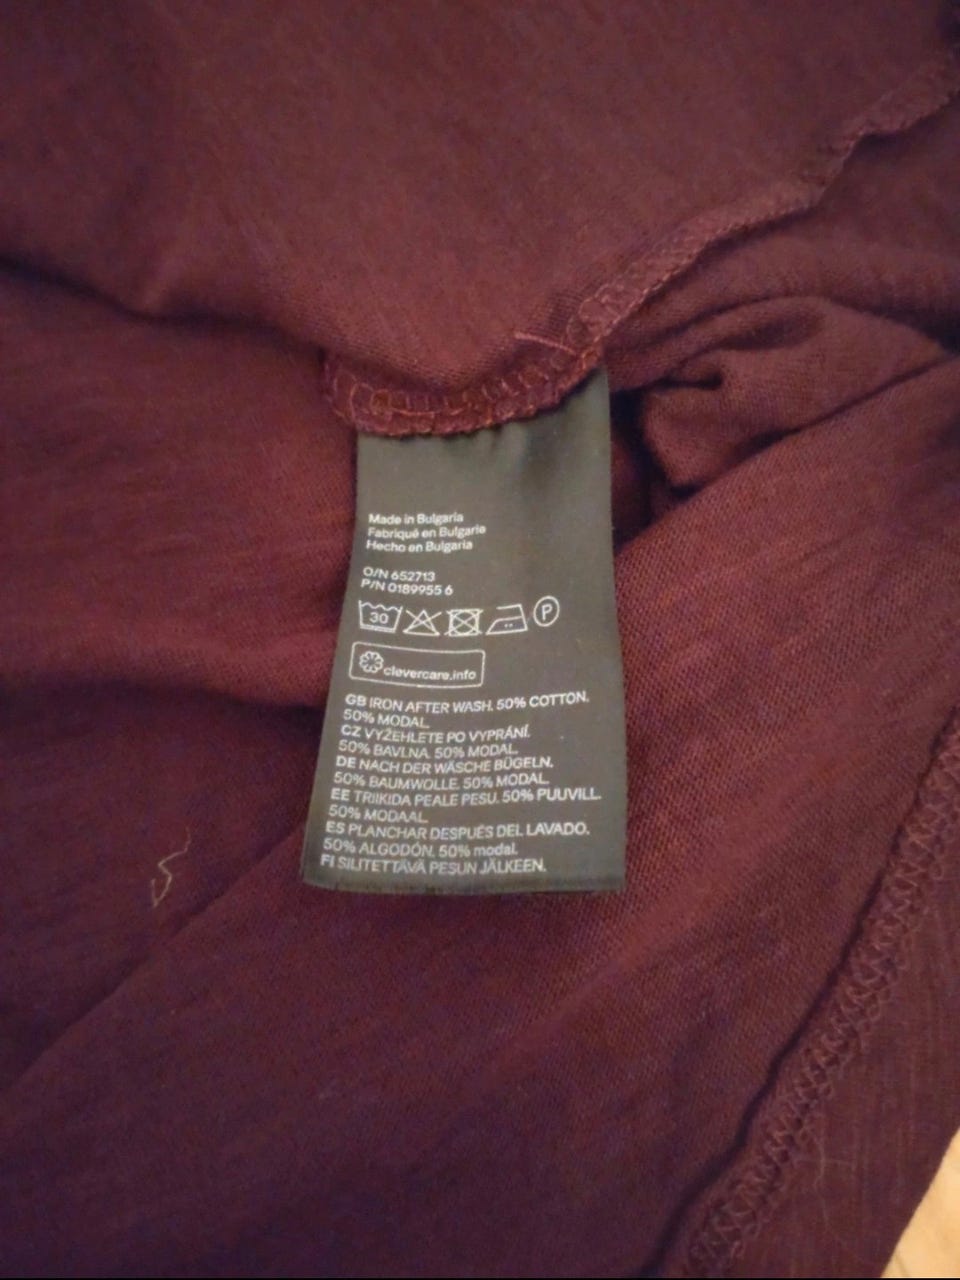 Made in Bulgaria
Fabriqué en Bulgarie
Hecho en Bulgaria
O/N 652713
P/N 0189955 6
30 P
clevercare.info
GB IRON AFTER WASH. 50% COTTON.
50% MODAL.
CZ VYŽEHLETE PO VYPRÁNÍ.
50% BAVLNA. 50% MODAL.
DE NACH DER WÄSCHE BÜGELN.
50% BAUMWOLLE. 50% MODAL.
EE TRIIKIDA PEALE PESU. 50% PUUVILL.
50% MODAAL.
ES PLANCHAR DESPUÉS DEL LAVADO.
50% ALGODÓN. 50% modal.
FI SILITETTÄVÄ PESUN JÄLKEEN.